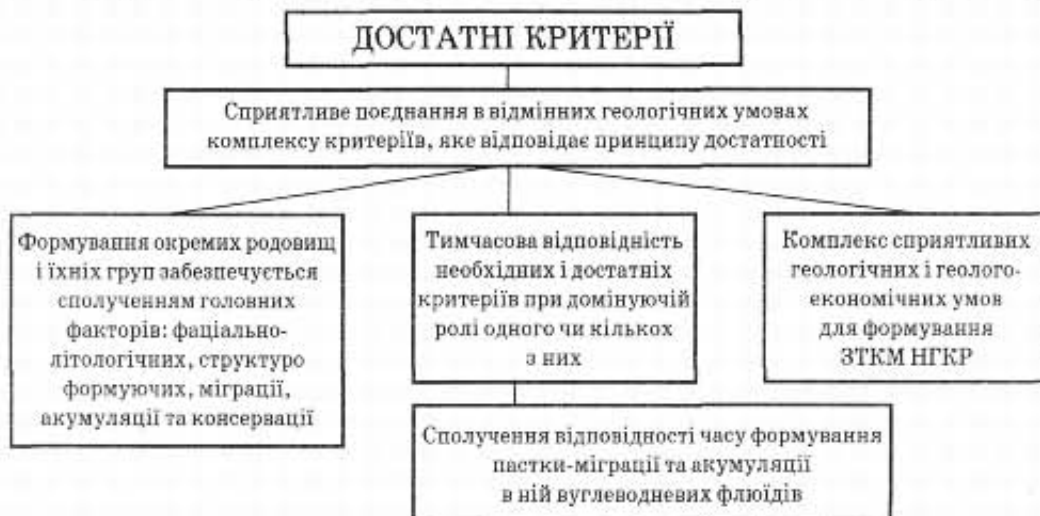 ДОСТАТНІ КРИТЕРІЇ
Сприятливе поєднання в відмінних геологічних умовах
комплексу критеріїв, яке відповідає принципу достатності
Формування окремих родовищ
і їхніх груп забезпечується
сполученням головних
факторів: фаціально-
літологічних, структуро
формуючих, міграції,
акумуляції та консервації
Тимчасова відповідність
необхідних і достатніх
критеріїв при домінуючій
ролі одного чи кількох
з них
Комплекс сприятливих
геологічних і геолого-
економічних умов
для формування
ЗТКМ НГКР
Сполучення відповідності часу формування
пастки-міграції та акумуляції
в ній вуглеводневих флюїдів